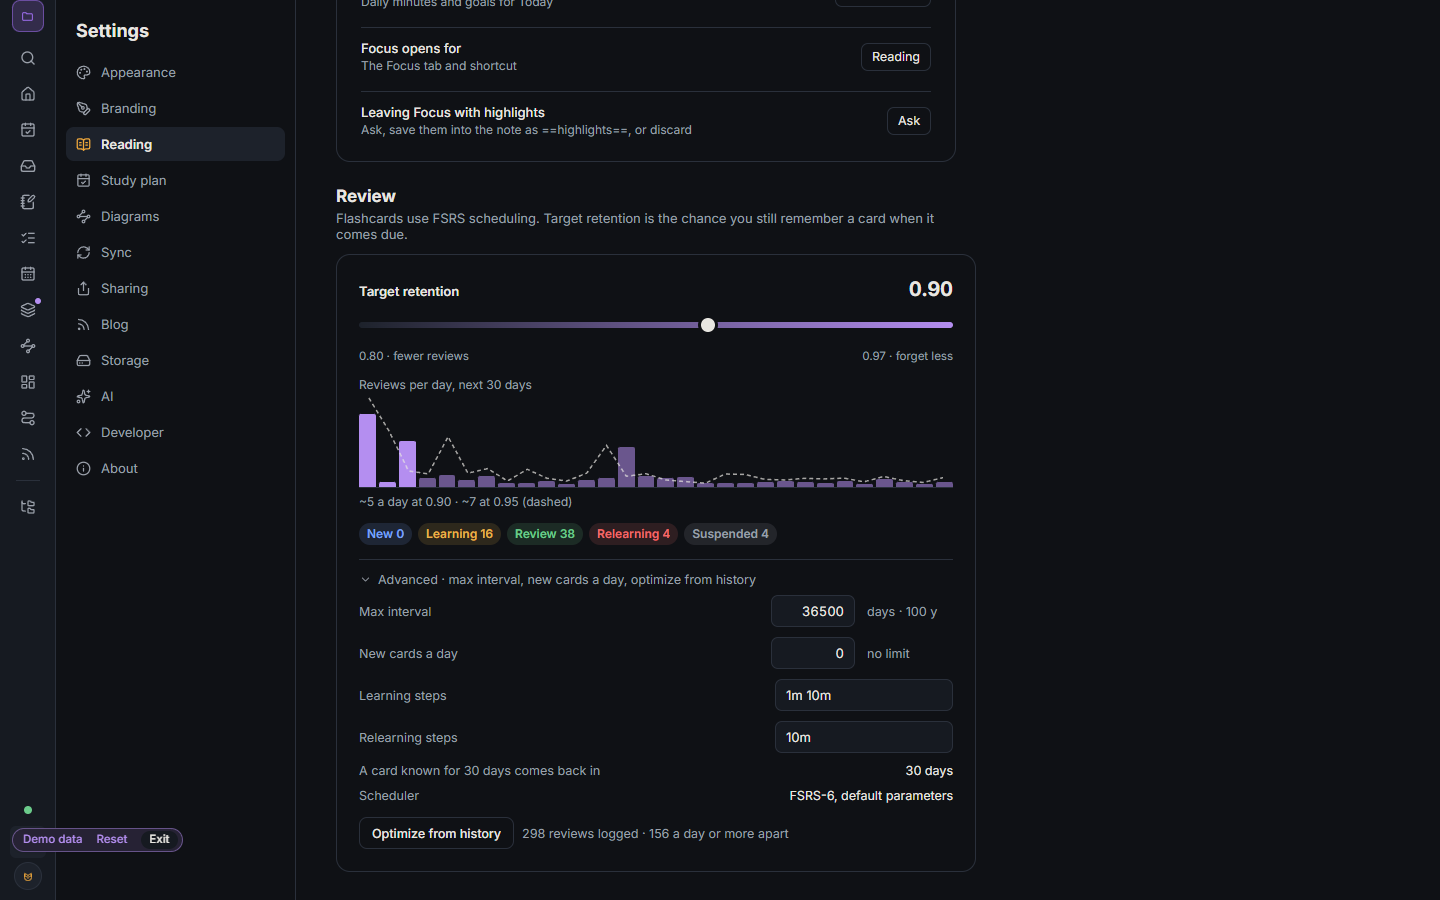 Settings
Appearance
Branding
Reading
Study plan
Diagrams
Sync
Sharing
Blog
Storage
AI
Developer
About
Demo data Reset Exit
Daily minutes and goals for Today
Focus opens for
The Focus tab and shortcut
Reading
Leaving Focus with highlights
Ask, save them into the note as ==highlights==, or discard
Ask
Review
Flashcards use FSRS scheduling. Target retention is the chance you still remember a card when it
comes due.
Target retention 0.90
0.80 · fewer reviews 0.97 · forget less
Reviews per day, next 30 days
~5 a day at 0.90 · ~7 at 0.95 (dashed)
New 0 Learning 16 Review 38 Relearning 4 Suspended 4
Advanced · max interval, new cards a day, optimize from history
Max interval 36500 days · 100 y
New cards a day 0 no limit
Learning steps 1m 10m
Relearning steps 10m
A card known for 30 days comes back in 30 days
Scheduler FSRS-6, default parameters
Optimize from history 298 reviews logged · 156 a day or more apart